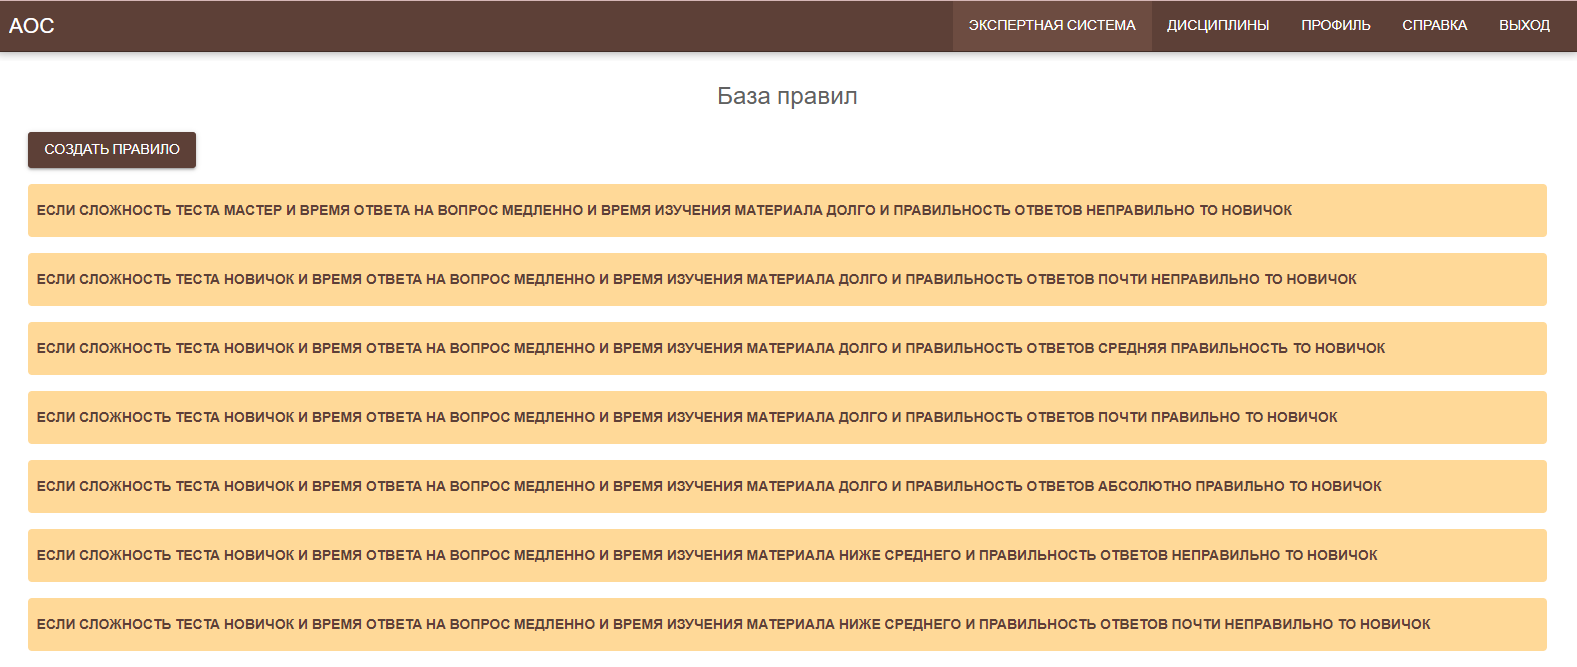 АОС
ЭКСПЕРТНАЯ СИСТЕМА
ДИСЦИПЛИНЫ
ПРОФИЛЬ
СПРАВКА
ВЫХОД
База правил
СОЗДАТЬ ПРАВИЛО
ЕСЛИ СЛОЖНОСТЬ ТЕСТА МАСТЕР И ВРЕМЯ ОТВЕТА НА ВОПРОС МЕДЛЕННО И ВРЕМЯ ИЗУЧЕНИЯ МАТЕРИАЛА ДОЛГО И ПРАВИЛЬНОСТЬ ОТВЕТОВ НЕПРАВИЛЬНО ТО НОВИЧОК
ЕСЛИ СЛОЖНОСТЬ ТЕСТА НОВИЧОК И ВРЕМЯ ОТВЕТА НА ВОПРОС МЕДЛЕННО И ВРЕМЯ ИЗУЧЕНИЯ МАТЕРИАЛА ДОЛГО И ПРАВИЛЬНОСТЬ ОТВЕТОВ ПОЧТИ НЕПРАВИЛЬНО ТО НОВИЧОК
ЕСЛИ СЛОЖНОСТЬ ТЕСТА НОВИЧОК И ВРЕМЯ ОТВЕТА НА ВОПРОС МЕДЛЕННО И ВРЕМЯ ИЗУЧЕНИЯ МАТЕРИАЛА ДОЛГО И ПРАВИЛЬНОСТЬ ОТВЕТОВ СРЕДНЯЯ ПРАВИЛЬНОСТЬ ТО НОВИЧОК
ЕСЛИ СЛОЖНОСТЬ ТЕСТА НОВИЧОК И ВРЕМЯ ОТВЕТА НА ВОПРОС МЕДЛЕННО И ВРЕМЯ ИЗУЧЕНИЯ МАТЕРИАЛА ДОЛГО И ПРАВИЛЬНОСТЬ ОТВЕТОВ ПОЧТИ ПРАВИЛЬНО ТО НОВИЧОК
ЕСЛИ СЛОЖНОСТЬ ТЕСТА НОВИЧОК И ВРЕМЯ ОТВЕТА НА ВОПРОС МЕДЛЕННО И ВРЕМЯ ИЗУЧЕНИЯ МАТЕРИАЛА ДОЛГО И ПРАВИЛЬНОСТЬ ОТВЕТОВ АБСОЛЮТНО ПРАВИЛЬНО ТО НОВИЧОК
ЕСЛИ СЛОЖНОСТЬ ТЕСТА НОВИЧОК И ВРЕМЯ ОТВЕТА НА ВОПРОС МЕДЛЕННО И ВРЕМЯ ИЗУЧЕНИЯ МАТЕРИАЛА НИЖЕ СРЕДНЕГО И ПРАВИЛЬНОСТЬ ОТВЕТОВ НЕПРАВИЛЬНО ТО НОВИЧОК
ЕСЛИ СЛОЖНОСТЬ ТЕСТА НОВИЧОК И ВРЕМЯ ОТВЕТА НА ВОПРОС МЕДЛЕННО И ВРЕМЯ ИЗУЧЕНИЯ МАТЕРИАЛА НИЖЕ СРЕДНЕГО И ПРАВИЛЬНОСТЬ ОТВЕТОВ ПОЧТИ НЕПРАВИЛЬНО ТО НОВИЧОК